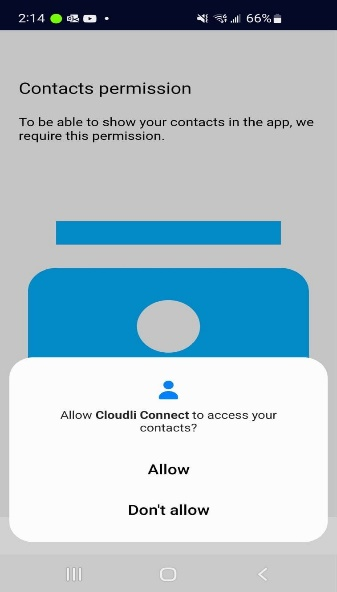 2:14
66%
Contacts permission
To be able to show your contacts in the app, we
require this permission.
Allow Cloudli Connect to access your
contacts?
Allow
Don't allow